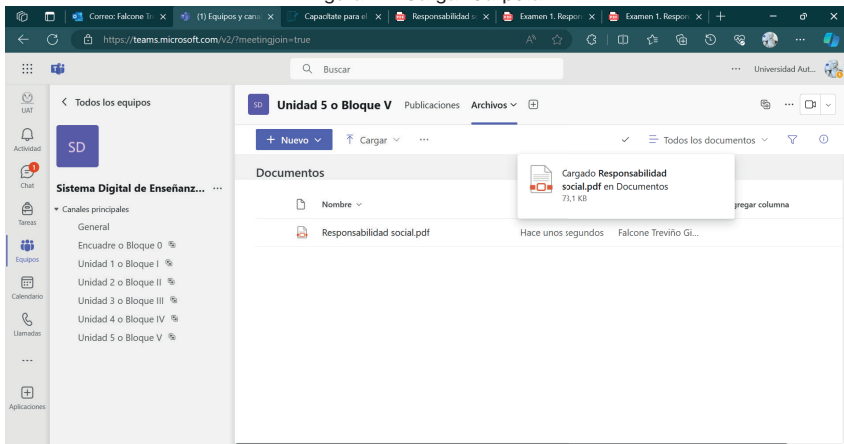 Correo: Falcone Tr
(1) Equipos y cana
Capacítate para el
Responsabilidad s
Examen 1. Respon
Examen 1. Respon
https://teams.microsoft.com/v2/?meetingjoin=true
Buscar
Universidad Aut...
UAT
Actividad
Chat
1
Tareas
Equipos
Calendario
Llamadas
Aplicaciones
Todos los equipos
SD
Sistema Digital de Enseñanz...
Canales principales
General
Encuadre o Bloque 0
Unidad 1 o Bloque I
Unidad 2 o Bloque II
Unidad 3 o Bloque III
Unidad 4 o Bloque IV
Unidad 5 o Bloque V
SD Unidad 5 o Bloque V Publicaciones Archivos
+ Nuevo Cargar ... Todos los documentos
Documentos
Cargado Responsabilidad
social.pdf en Documentos
73,1 KB
Nombre
gregar columna
Responsabilidad social.pdf Hace unos segundos Falcone Treviño Gi...